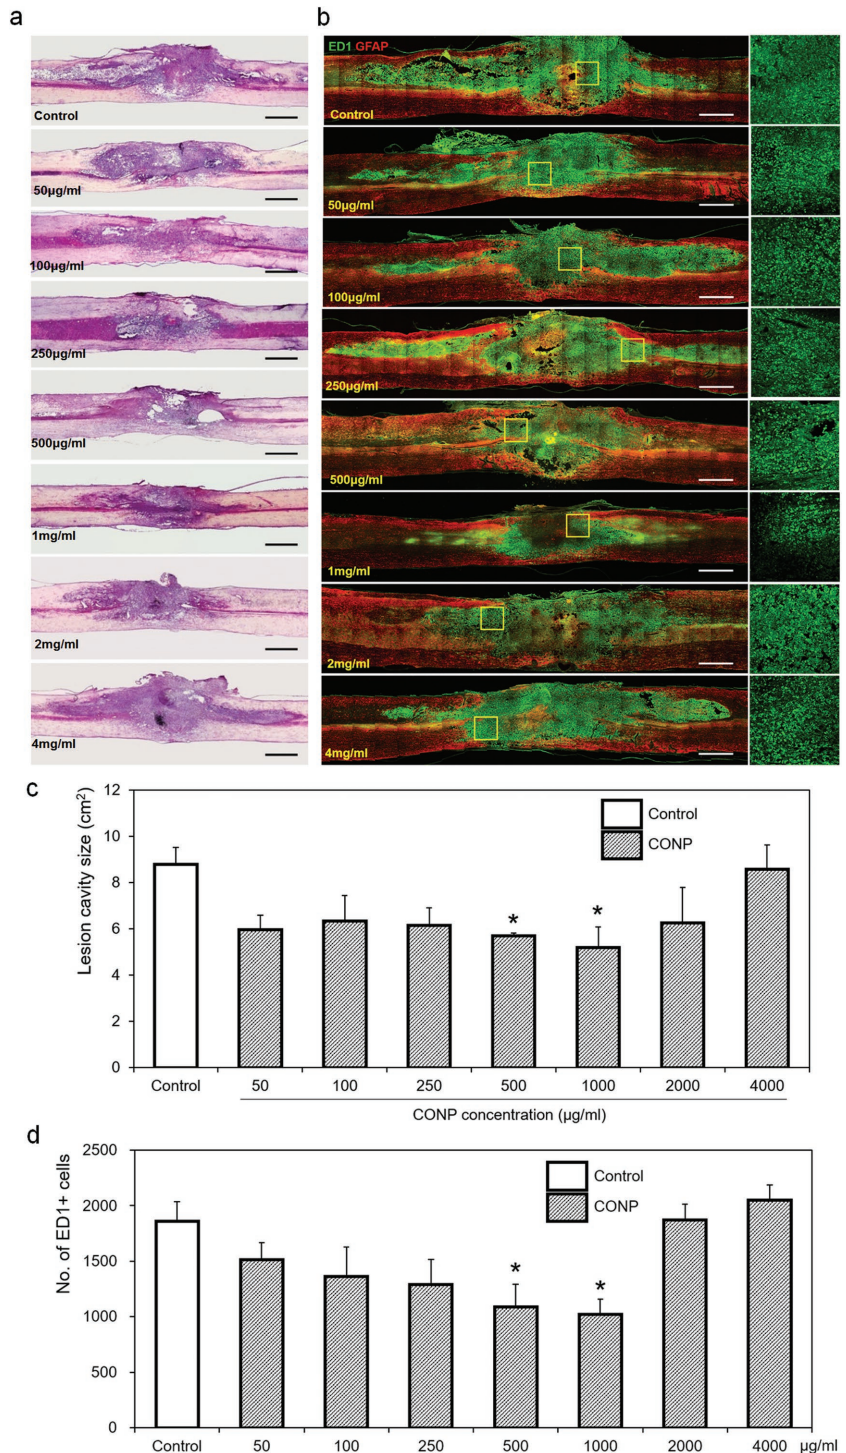 a
Control
50µg/ml
100µg/ml
250µg/ml
500µg/ml
1mg/ml
2mg/ml
4mg/ml
b
ED1 GFAP
Control
50µg/ml
100µg/ml
250µg/ml
500µg/ml
1mg/ml
2mg/ml
4mg/ml
c
Lesion cavity size (cm²)
12
10
8
6
4
2
0
Control
CONP
*
*
Control 50 100 250 500 1000 2000 4000
CONP concentration (µg/ml)
d
No. of ED1+ cells
2500
2000
1500
1000
500
0
Control
CONP
*
*
Control 50 100 250 500 1000 2000 4000 µg/ml